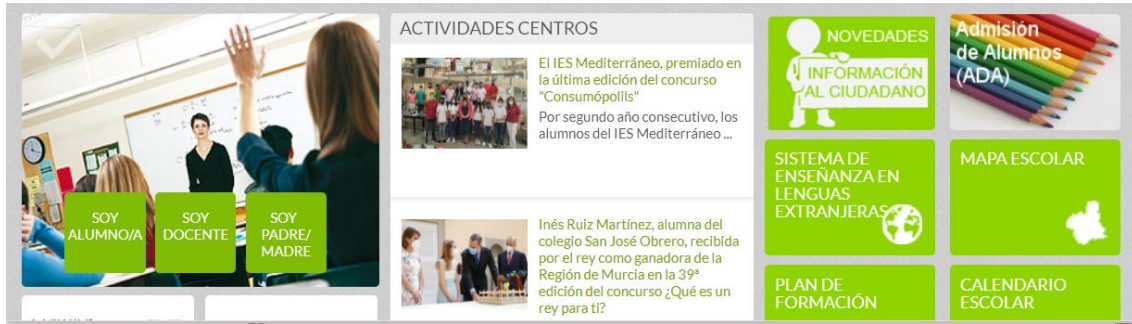 SOY
ALUMNO/A
SOY
DOCENTE
SOY
PADRE/
MADRE
ACTIVIDADES CENTROS
El IES Mediterráneo, premiado en
la última edición del concurso
"Consumópolis"
Por segundo año consecutivo, los
alumnos del IES Mediterráneo ...
Inés Ruiz Martínez, alumna del
colegio San José Obrero, recibida
por el rey como ganadora de la
Región de Murcia en la 39ª
edición del concurso ¿Qué es un
rey para ti?
NOVEDADES
INFORMACIÓN
AL CIUDADANO
Admisión
de Alumnos
(ADA)
SISTEMA DE
ENSEÑANZA EN
LENGUAS
EXTRANJERAS
MAPA ESCOLAR
PLAN DE
FORMACIÓN
CALENDARIO
ESCOLAR